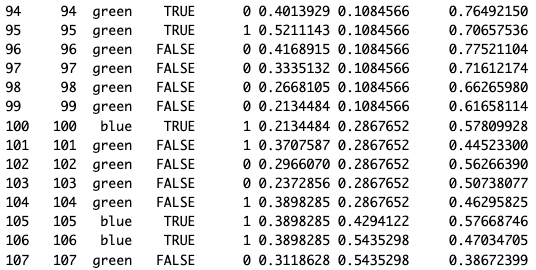 94 94 green TRUE 0 0.4013929 0.1084566 0.76492150
95 95 green TRUE 1 0.5211143 0.1084566 0.70657536
96 96 green FALSE 0 0.4168915 0.1084566 0.77521104
97 97 green FALSE 0 0.3335132 0.1084566 0.71612174
98 98 green FALSE 0 0.2668105 0.1084566 0.66265980
99 99 green FALSE 0 0.2134484 0.1084566 0.61658114
100 100 blue TRUE 1 0.2134484 0.2867652 0.57809928
101 101 green FALSE 1 0.3707587 0.2867652 0.44523300
102 102 green FALSE 0 0.2966070 0.2867652 0.56266390
103 103 green FALSE 0 0.2372856 0.2867652 0.50738077
104 104 green FALSE 1 0.3898285 0.2867652 0.46295825
105 105 blue TRUE 1 0.3898285 0.4294122 0.57668746
106 106 blue TRUE 1 0.3898285 0.5435298 0.47034705
107 107 green FALSE 0 0.3118628 0.5435298 0.38672399